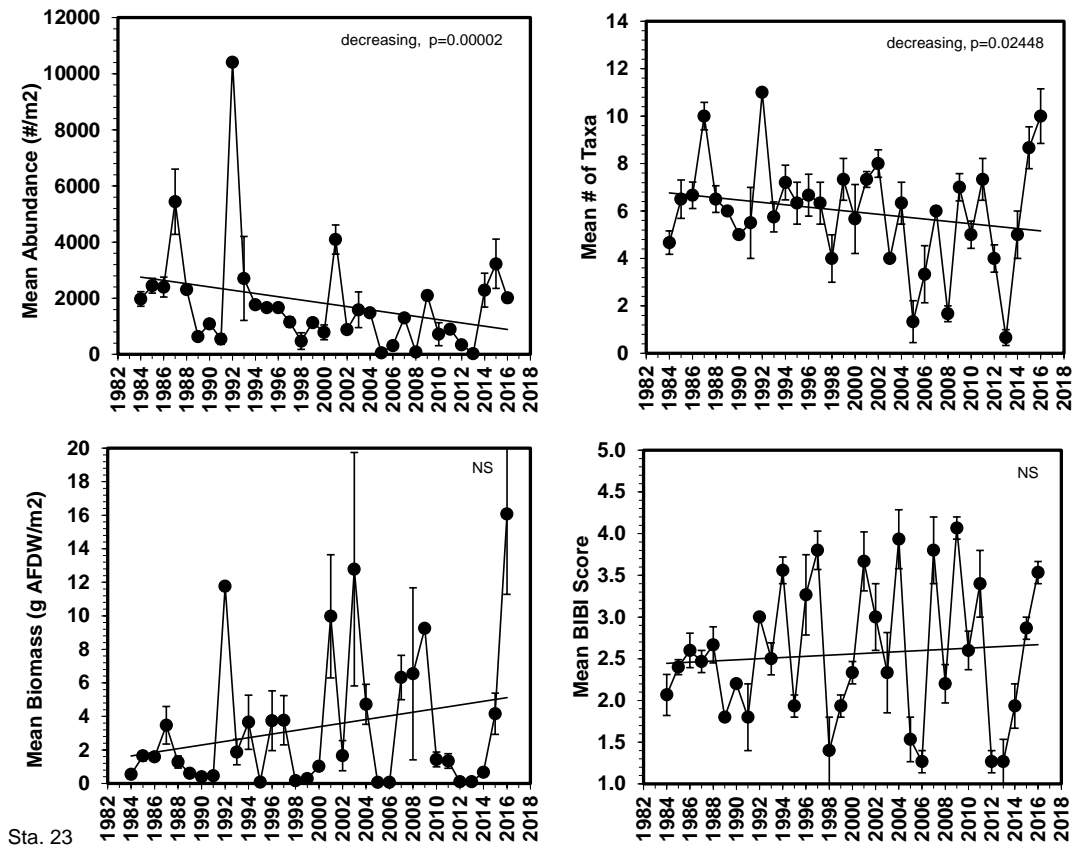 12000
10000
8000
6000
4000
2000
0
Mean Abundance (#/m2)
decreasing, p=0.00002
1982 1984 1986 1988 1990 1992 1994 1996 1998 2000 2002 2004 2006 2008 2010 2012 2014 2016 2018
14
12
10
8
6
4
2
0
Mean # of Taxa
decreasing, p=0.02448
1982 1984 1986 1988 1990 1992 1994 1996 1998 2000 2002 2004 2006 2008 2010 2012 2014 2016 2018
20
18
16
14
12
10
8
6
4
2
0
Mean Biomass (g AFDW/m2)
NS
1982 1984 1986 1988 1990 1992 1994 1996 1998 2000 2002 2004 2006 2008 2010 2012 2014 2016 2018
5.0
4.5
4.0
3.5
3.0
2.5
2.0
1.5
1.0
Mean BIBI Score
NS
1982 1984 1986 1988 1990 1992 1994 1996 1998 2000 2002 2004 2006 2008 2010 2012 2014 2016 2018
Sta. 23